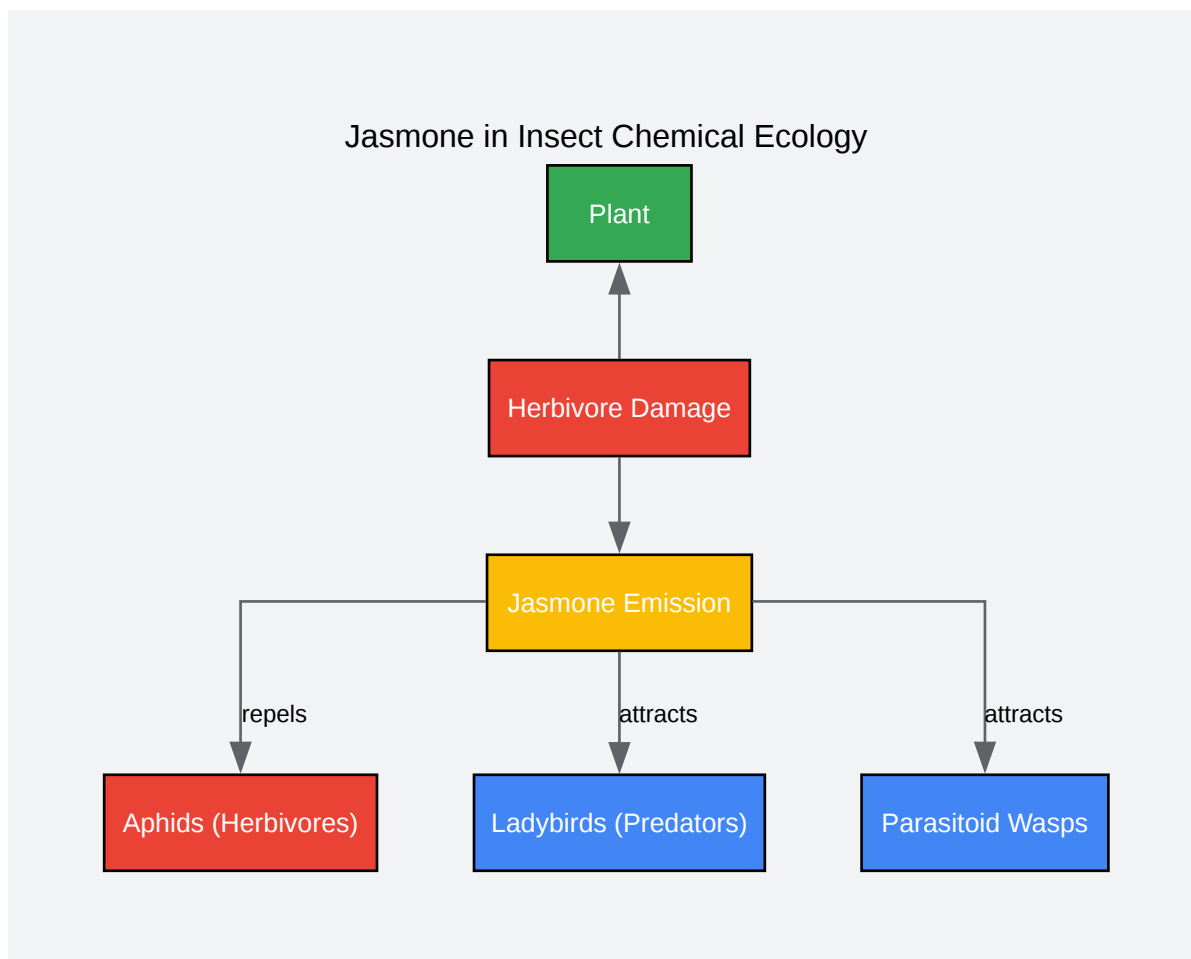 Jasmone in Insect Chemical Ecology
Plant
Herbivore Damage
Jasmone Emission
repels
attracts
attracts
Aphids (Herbivores)
Ladybirds (Predators)
Parasitoid Wasps